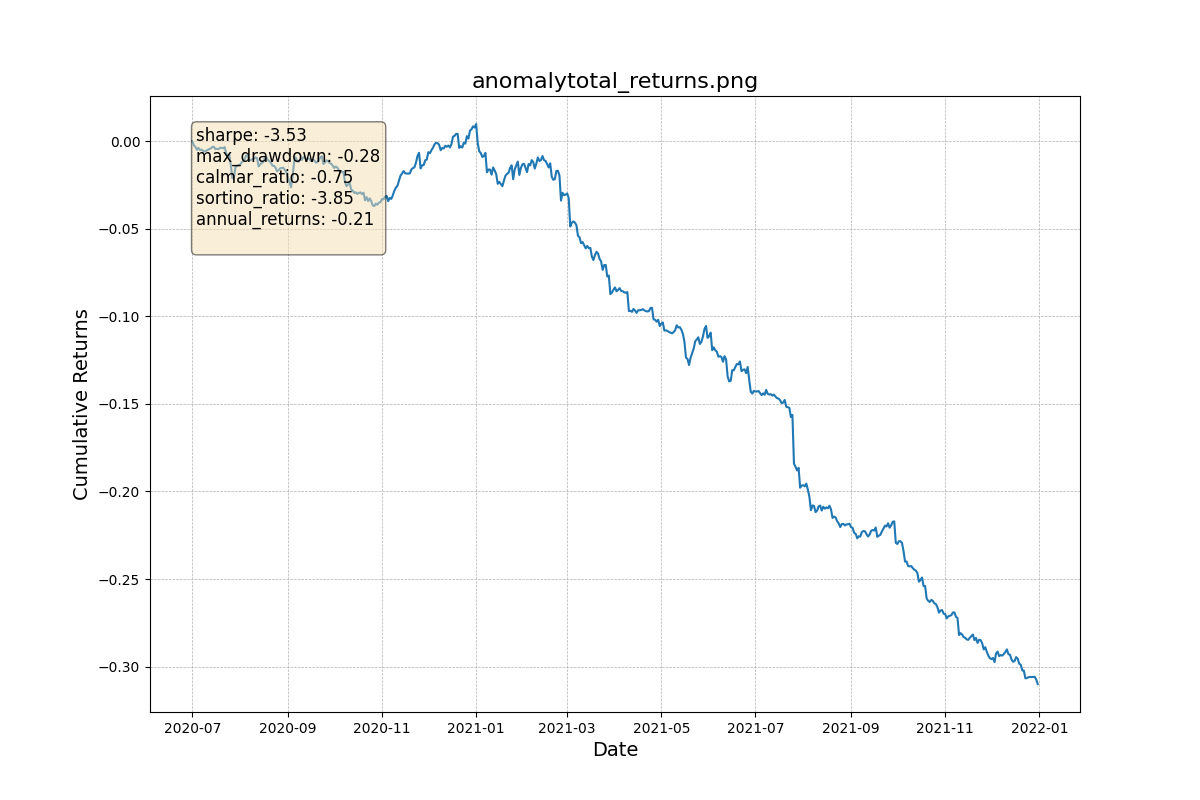 anomalytotal_returns.png
sharpe: -3.53
max_drawdown: -0.28
calmar_ratio: -0.75
sortino_ratio: -3.85
annual_returns: -0.21
0.00
−0.05
−0.10
−0.15
−0.20
−0.25
−0.30
Cumulative Returns
2020-07 2020-09 2020-11 2021-01 2021-03 2021-05 2021-07 2021-09 2021-11 2022-01
Date